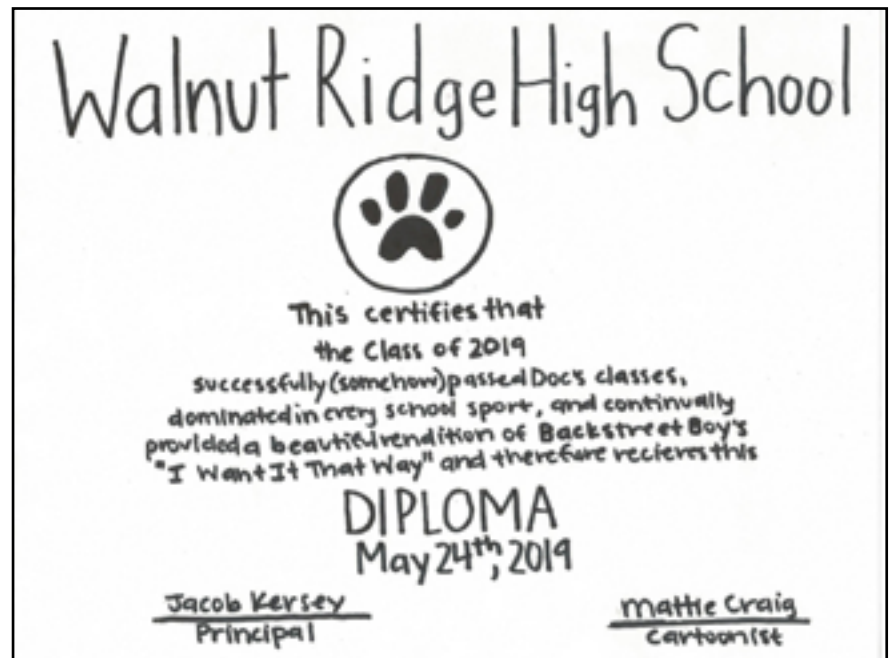 Walnut Ridge High School
This certifies that
the Class of 2019
successfully (somehow) passed Doc's classes,
dominated in every school sport, and continually
provided a beautiful rendition of Backstreet Boy's
"I Want It That Way" and therefore recieves this
DIPLOMA
May 24th, 2019
Jacob Kersey
Principal
Mattie Craig
Cartoonist